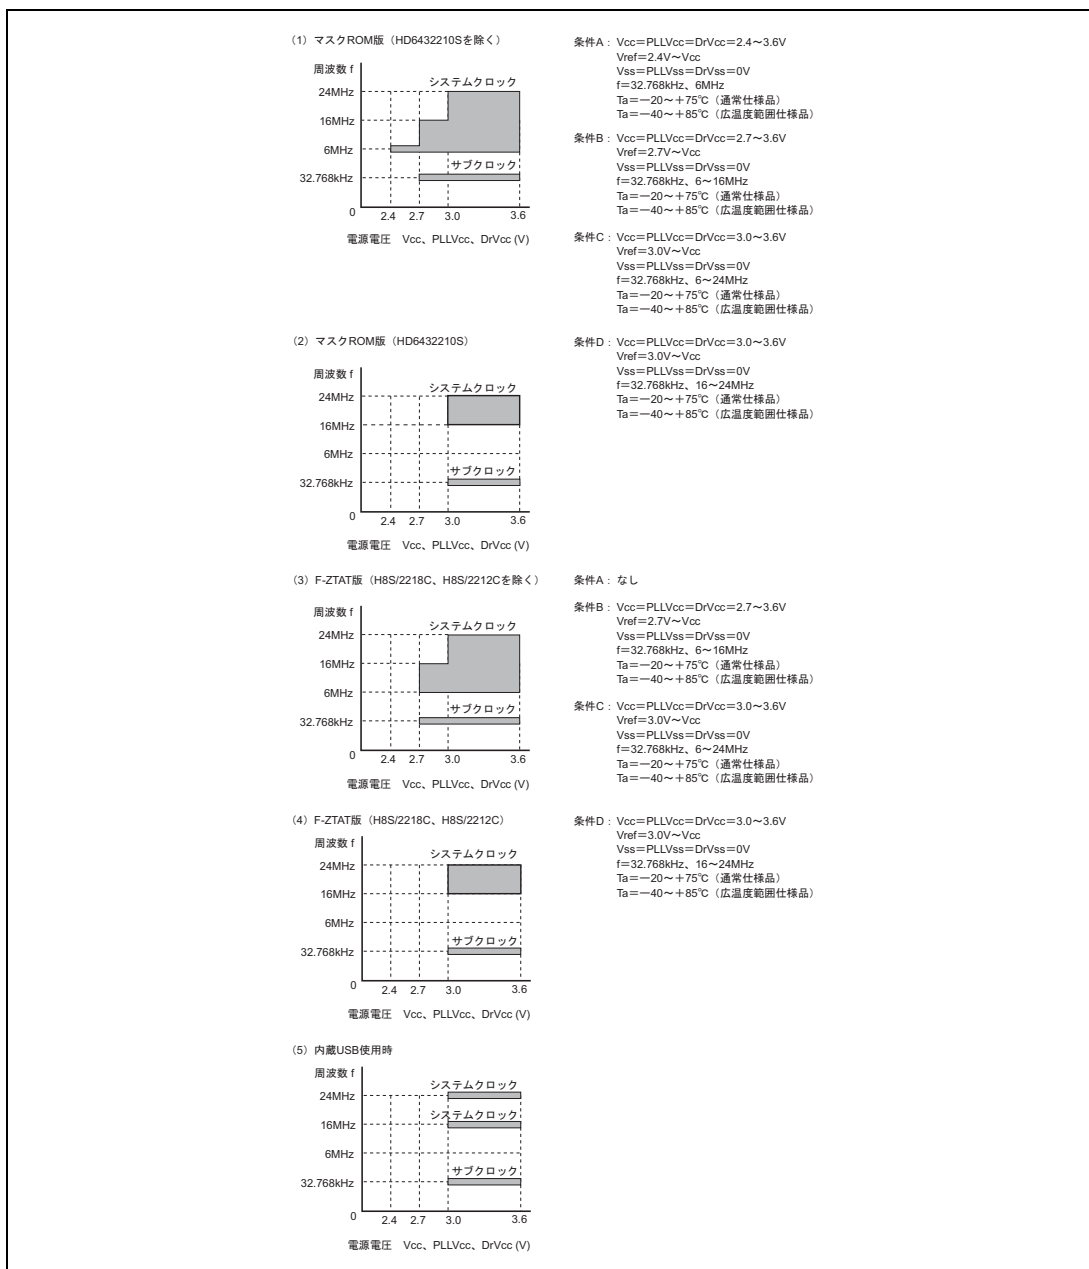 （1）マスクROM版（HD6432210Sを除く）
周波数 f
システムクロック
24MHz
16MHz
6MHz
サブクロック
32.768kHz
0
2.4 2.7 3.0 3.6
電源電圧　Vcc、PLLVcc、DrVcc (V)
条件A： Vcc＝PLLVcc＝DrVcc＝2.4～3.6V
Vref＝2.4V～Vcc
Vss＝PLLVss＝DrVss＝0V
f＝32.768kHz、6MHz
Ta＝－20～＋75℃（通常仕様品）
Ta＝－40～＋85℃（広温度範囲仕様品）
条件B： Vcc＝PLLVcc＝DrVcc＝2.7～3.6V
Vref＝2.7V～Vcc
Vss＝PLLVss＝DrVss＝0V
f＝32.768kHz、6～16MHz
Ta＝－20～＋75℃（通常仕様品）
Ta＝－40～＋85℃（広温度範囲仕様品）
条件C： Vcc＝PLLVcc＝DrVcc＝3.0～3.6V
Vref＝3.0V～Vcc
Vss＝PLLVss＝DrVss＝0V
f＝32.768kHz、6～24MHz
Ta＝－20～＋75℃（通常仕様品）
Ta＝－40～＋85℃（広温度範囲仕様品）
（2）マスクROM版（HD6432210S）
周波数 f
システムクロック
24MHz
16MHz
6MHz
サブクロック
32.768kHz
0
2.4 2.7 3.0 3.6
電源電圧　Vcc、PLLVcc、DrVcc (V)
条件D： Vcc＝PLLVcc＝DrVcc＝3.0～3.6V
Vref＝3.0V～Vcc
Vss＝PLLVss＝DrVss＝0V
f＝32.768kHz、16～24MHz
Ta＝－20～＋75℃（通常仕様品）
Ta＝－40～＋85℃（広温度範囲仕様品）
（3）F-ZTAT版（H8S/2218C、H8S/2212Cを除く）
周波数 f
システムクロック
24MHz
16MHz
6MHz
サブクロック
32.768kHz
0
2.4 2.7 3.0 3.6
電源電圧　Vcc、PLLVcc、DrVcc (V)
条件A： なし
条件B： Vcc＝PLLVcc＝DrVcc＝2.7～3.6V
Vref＝2.7V～Vcc
Vss＝PLLVss＝DrVss＝0V
f＝32.768kHz、6～16MHz
Ta＝－20～＋75℃（通常仕様品）
Ta＝－40～＋85℃（広温度範囲仕様品）
条件C： Vcc＝PLLVcc＝DrVcc＝3.0～3.6V
Vref＝3.0V～Vcc
Vss＝PLLVss＝DrVss＝0V
f＝32.768kHz、6～24MHz
Ta＝－20～＋75℃（通常仕様品）
Ta＝－40～＋85℃（広温度範囲仕様品）
（4）F-ZTAT版（H8S/2218C、H8S/2212C）
周波数 f
システムクロック
24MHz
16MHz
6MHz
サブクロック
32.768kHz
0
2.4 2.7 3.0 3.6
電源電圧　Vcc、PLLVcc、DrVcc (V)
条件D： Vcc＝PLLVcc＝DrVcc＝3.0～3.6V
Vref＝3.0V～Vcc
Vss＝PLLVss＝DrVss＝0V
f＝32.768kHz、16～24MHz
Ta＝－20～＋75℃（通常仕様品）
Ta＝－40～＋85℃（広温度範囲仕様品）
（5）内蔵USB使用時
周波数 f
システムクロック
24MHz
システムクロック
16MHz
6MHz
サブクロック
32.768kHz
0
2.4 2.7 3.0 3.6
電源電圧　Vcc、PLLVcc、DrVcc (V)